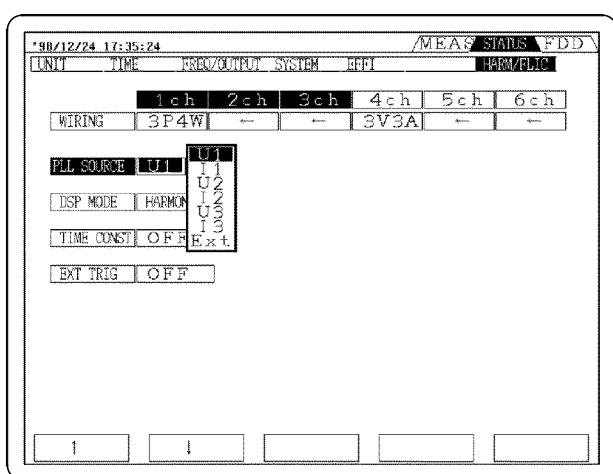 '98/12/24 17:35:24 MEAS STATUS FDD
UNIT TIME FREQ/OUTPUT SYSTEM EFFI HARM/FLIC
1ch 2ch 3ch 4ch 5ch 6ch
WIRING 3P4W ← ← 3V3A ← ←
PLL SOURCE U1
U1
I1
U2
I2
U3
I3
Ext
DSP MODE HARMON
TIME CONST OFF
EXT TRIG OFF
↑ ↓